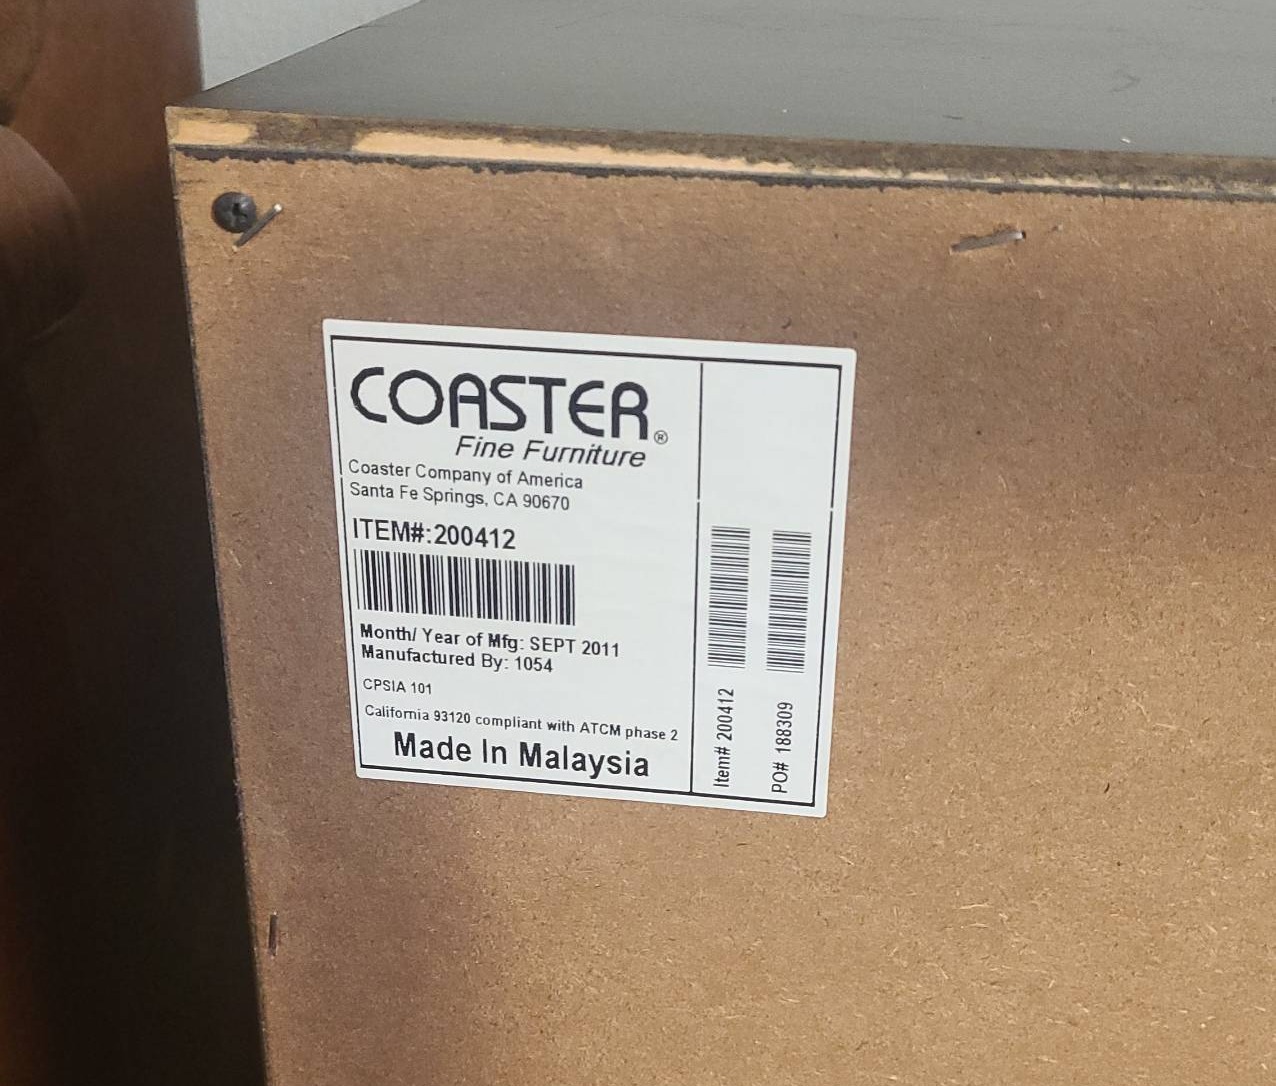 COASTER®
Fine Furniture
Coaster Company of America
Santa Fe Springs, CA 90670
ITEM#:200412
Month/ Year of Mfg: SEPT 2011
Manufactured By: 1054
CPSIA 101
California 93120 compliant with ATCM phase 2
Made In Malaysia
Item# 200412
PO# 188309